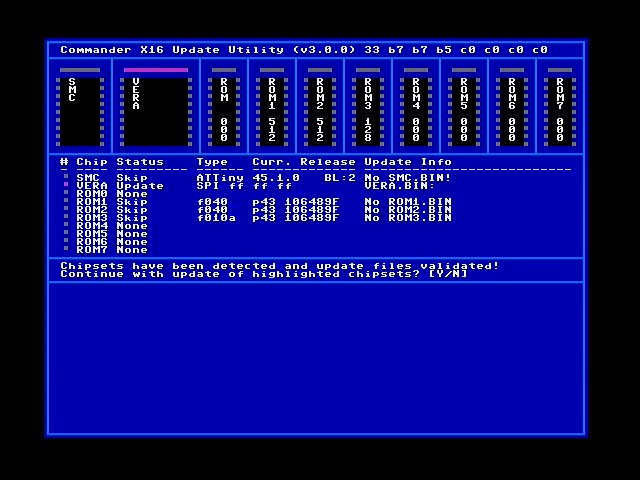 Commander X16 Update Utility (v3.0.0) 33 b7 b7 b5 c0 c0 c0 c0
SMC
VERA
ROM 000
ROM1 512
ROM2 512
ROM3 128
ROM4 000
ROM5 000
ROM6 000
ROM7 000
# Chip Status Type Curr. Release Update Info
- ---- --------- ------ ------------- --------------------------
SMC Skip ATTiny 45.1.0 BL:2 No SMC.BIN!
VERA Update SPI ff ff ff VERA.BIN:
ROM0 None
ROM1 Skip f040 p43 106489F No ROM1.BIN
ROM2 Skip f040 p43 106489F No ROM2.BIN
ROM3 Skip f010a p43 106489F No ROM3.BIN
ROM4 None
ROM5 None
ROM6 None
ROM7 None
Chipsets have been detected and update files validated!
Continue with update of highlighted chipsets? [Y/N]